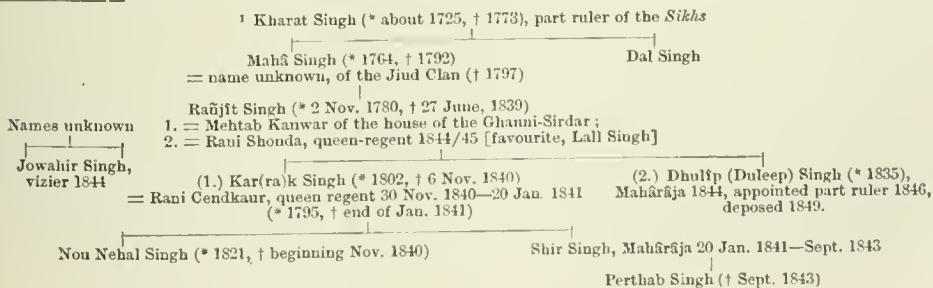 ¹ Kharat Singh (* about 1725, † 1773), part ruler of the Sikhs
Mahâ Singh (* 1764, † 1792)
Dal Singh
= name unknown, of the Jiud Clan († 1797)
Rañjît Singh (* 2 Nov. 1780, † 27 June, 1839)
Names unknown
1. = Mehtab Kanwar of the house of the Ghanni-Sirdar;
2. = Rani Shonda, queen-regent 1844/45 [favourite, Lall Singh]
Jowahir Singh,
vizier 1844
(1.) Kar(ra)k Singh (* 1802, † 6 Nov. 1840)
= Rani Cendkaur, queen regent 30 Nov. 1840—20 Jan. 1841
(* 1795, † end of Jan. 1841)
(2.) Dhulîp (Duleep) Singh (* 1835),
Mahârâja 1844, appointed part ruler 1846,
deposed 1849.
Nou Nehal Singh (* 1821, † beginning Nov. 1840)
Shir Singh, Mahârâja 20 Jan. 1841—Sept. 1843
Perthab Singh († Sept. 1843)